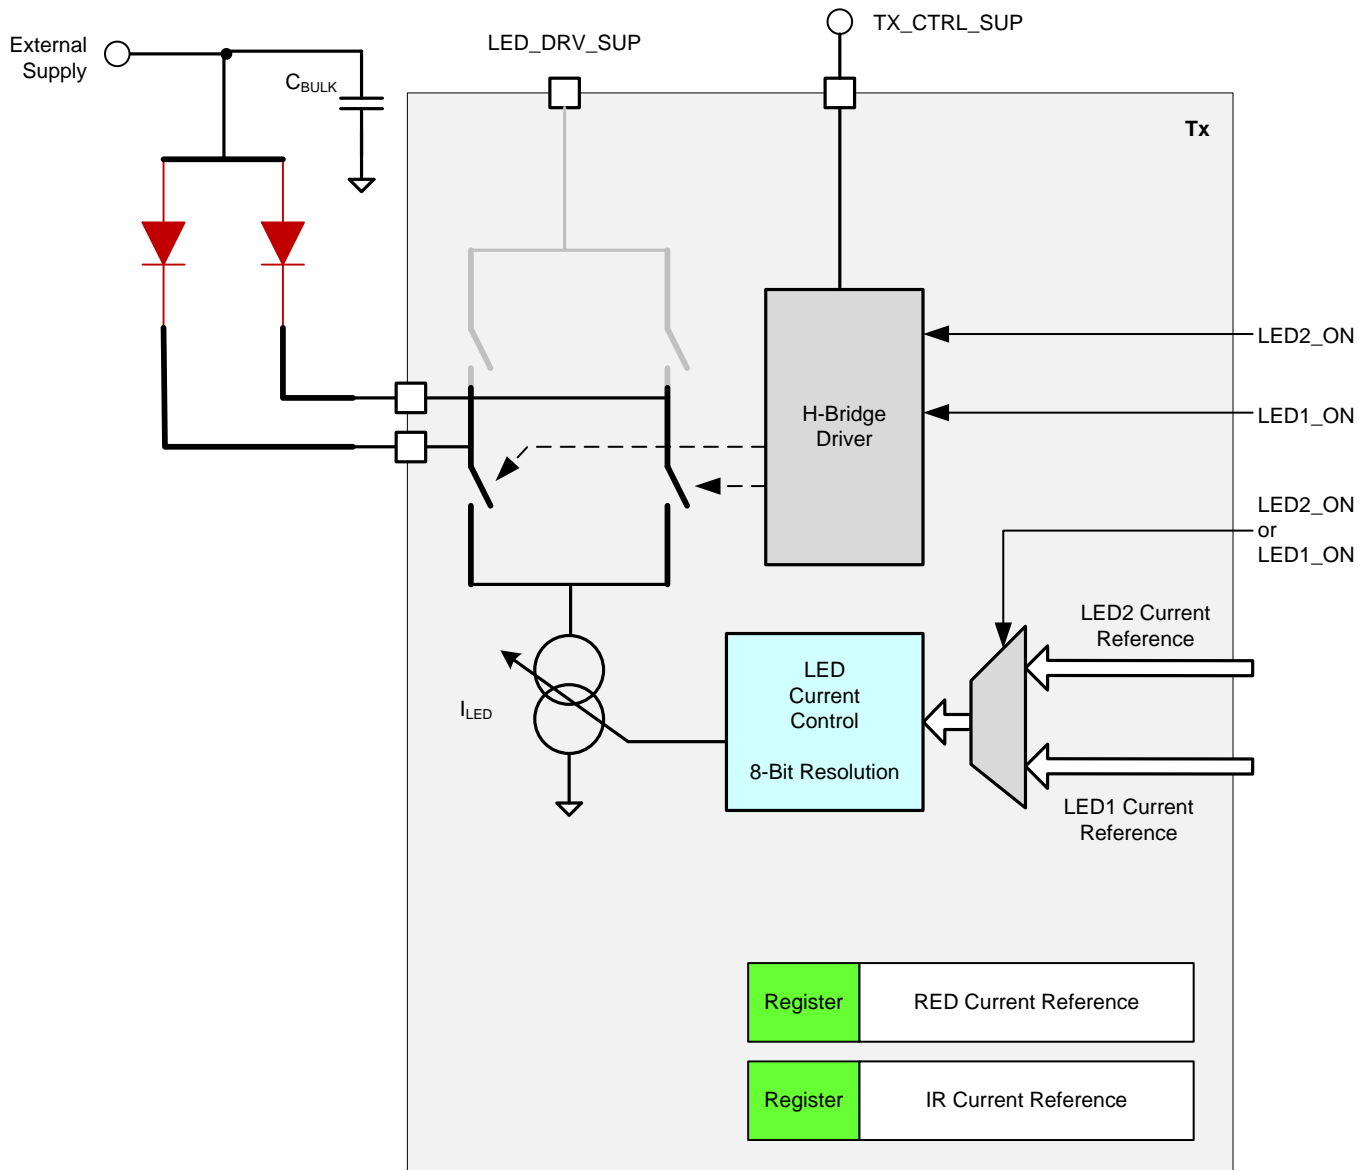 TX_CTRL_SUP
External
Supply
LED_DRV_SUP
CBULK
Tx
LED2_ON
LED1_ON
H-Bridge
Driver
LED2_ON
or
LED1_ON
LED2 Current
Reference
LED
Current
Control
8-Bit Resolution
ILED
LED1 Current
Reference
Register
RED Current Reference
Register
IR Current Reference